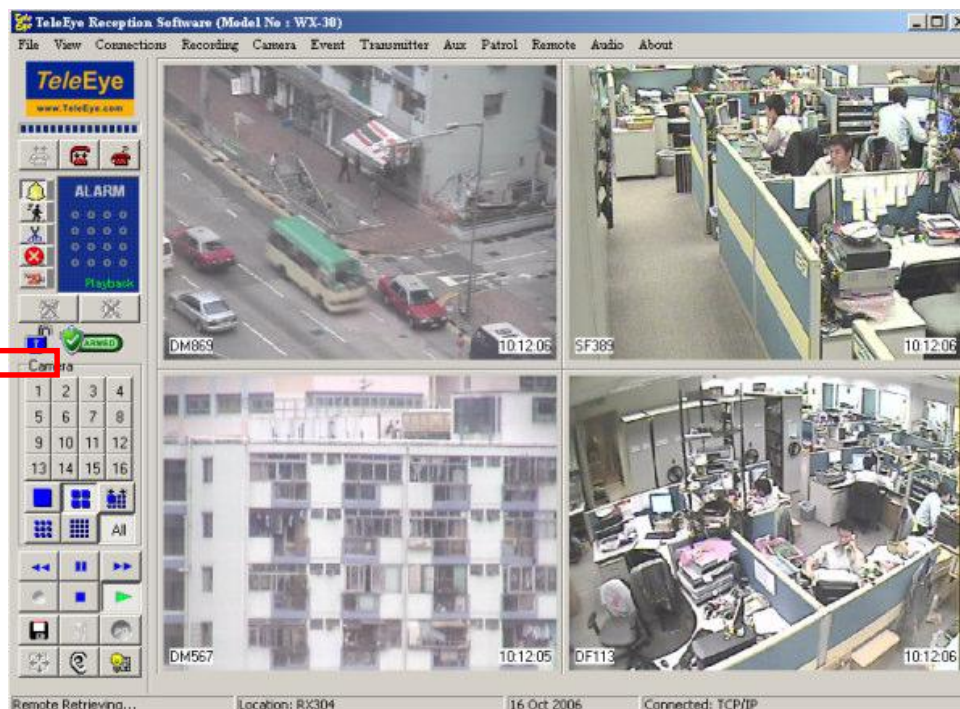 TeleEye Reception Software (Model No : WX-30)
File View Connections Recording Camera Event Transmitter Aux Patrol Remote Audio About
TeleEye
www.TeleEye.com
ALARM
Playback
ARMED
Camera
1 2 3 4
5 6 7 8
9 10 11 12
13 14 15 16
All
DM869 10:12:06
SF389 10:12:06
DM567 10:12:05
DF113 10:12:06
Remote Retrieving... Location: RX304 16 Oct 2006 Connected: TCP/IP